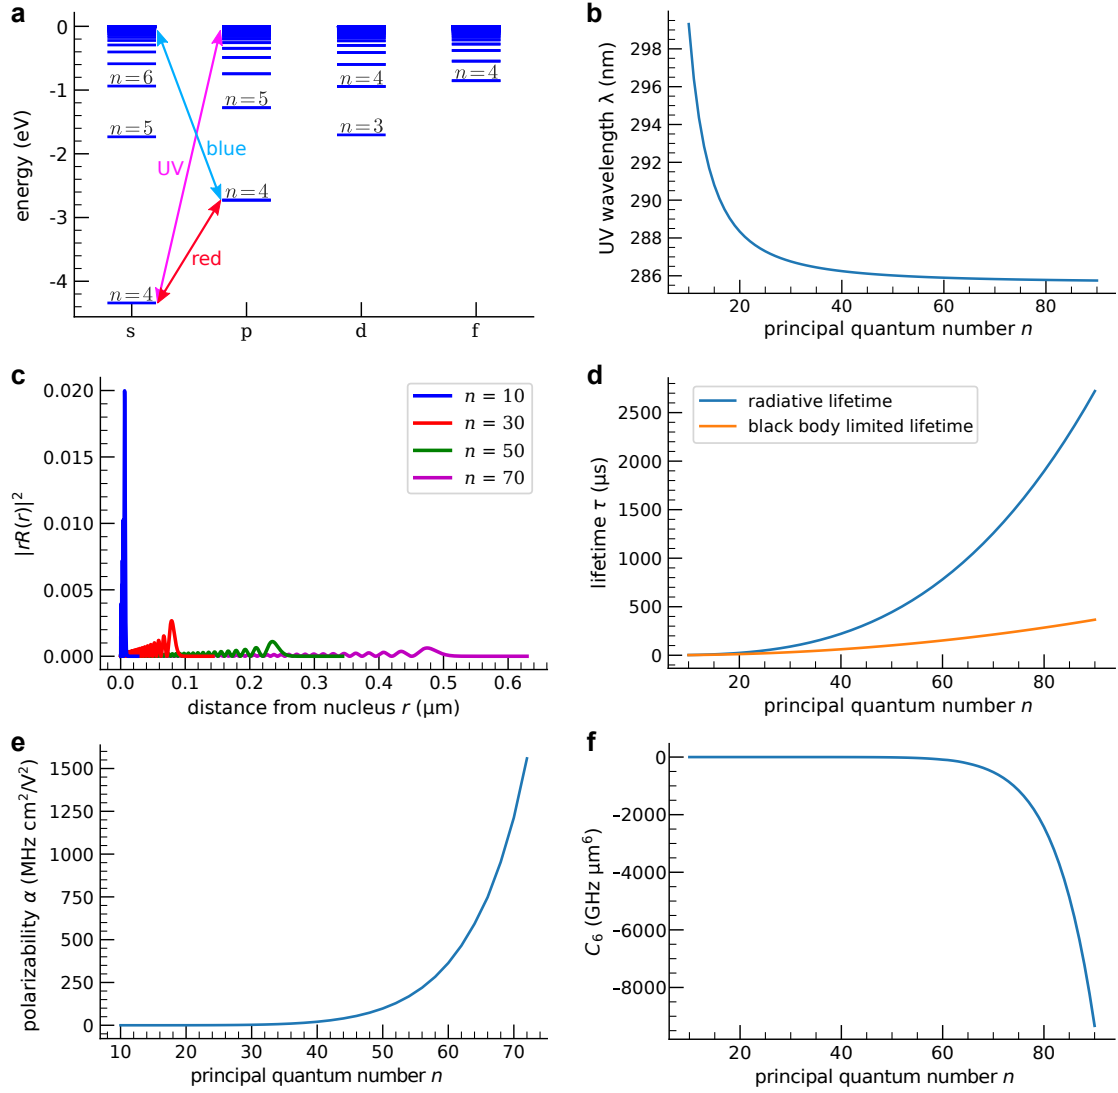 a
0
-1
-2
-3
-4
energy (eV)
n=6
n=5
n=4
n=5
n=4
n=4
n=3
n=4
UV
blue
red
s p d f
b
298
296
294
292
290
288
286
UV wavelength λ (nm)
20 40 60 80
principal quantum number n
c
0.020
0.015
0.010
0.005
0.000
|rR(r)|²
n = 10
n = 30
n = 50
n = 70
0.0 0.1 0.2 0.3 0.4 0.5 0.6
distance from nucleus r (μm)
d
2500
2000
1500
1000
500
0
lifetime τ (μs)
radiative lifetime
black body limited lifetime
20 40 60 80
principal quantum number n
e
1500
1250
1000
750
500
250
0
polarizability α (MHz cm²/V²)
10 20 30 40 50 60 70
principal quantum number n
f
0
−2000
−4000
−6000
−8000
C₆ (GHz μm⁶)
20 40 60 80
principal quantum number n